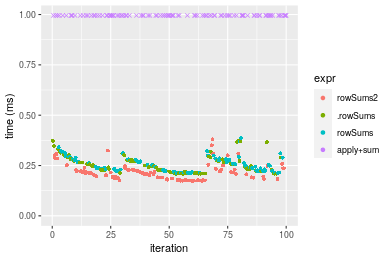 1.00
0.75
0.50
0.25
0.00
time (ms)
0
25
50
75
100
iteration
expr
rowSums2
.rowSums
rowSums
apply+sum